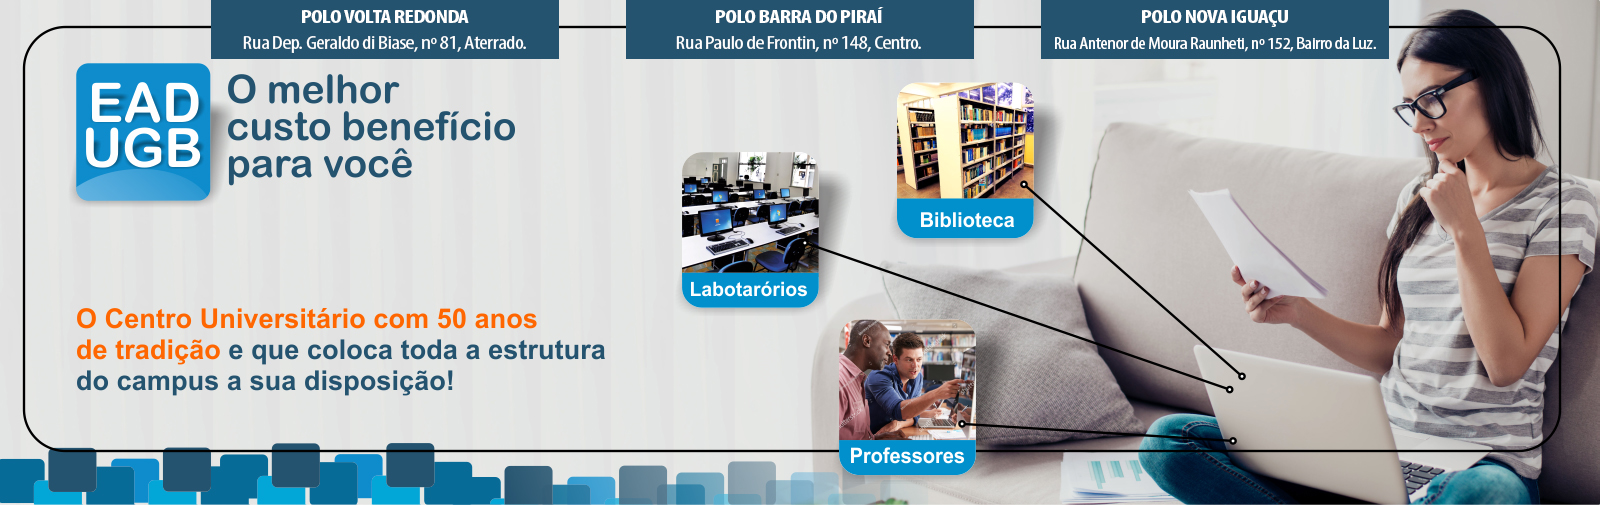 POLO VOLTA REDONDA
Rua Dep. Geraldo di Biase, nº 81, Aterrado.
POLO BARRA DO PIRAÍ
Rua Paulo de Frontin, nº 148, Centro.
POLO NOVA IGUAÇU
Rua Antenor de Moura Raunheti, nº 152, Bairro da Luz.
EAD
UGB
O melhor
custo benefício
para você
Biblioteca
Labotarórios
O Centro Universitário com 50 anos
de tradição e que coloca toda a estrutura
do campus a sua disposição!
Professores